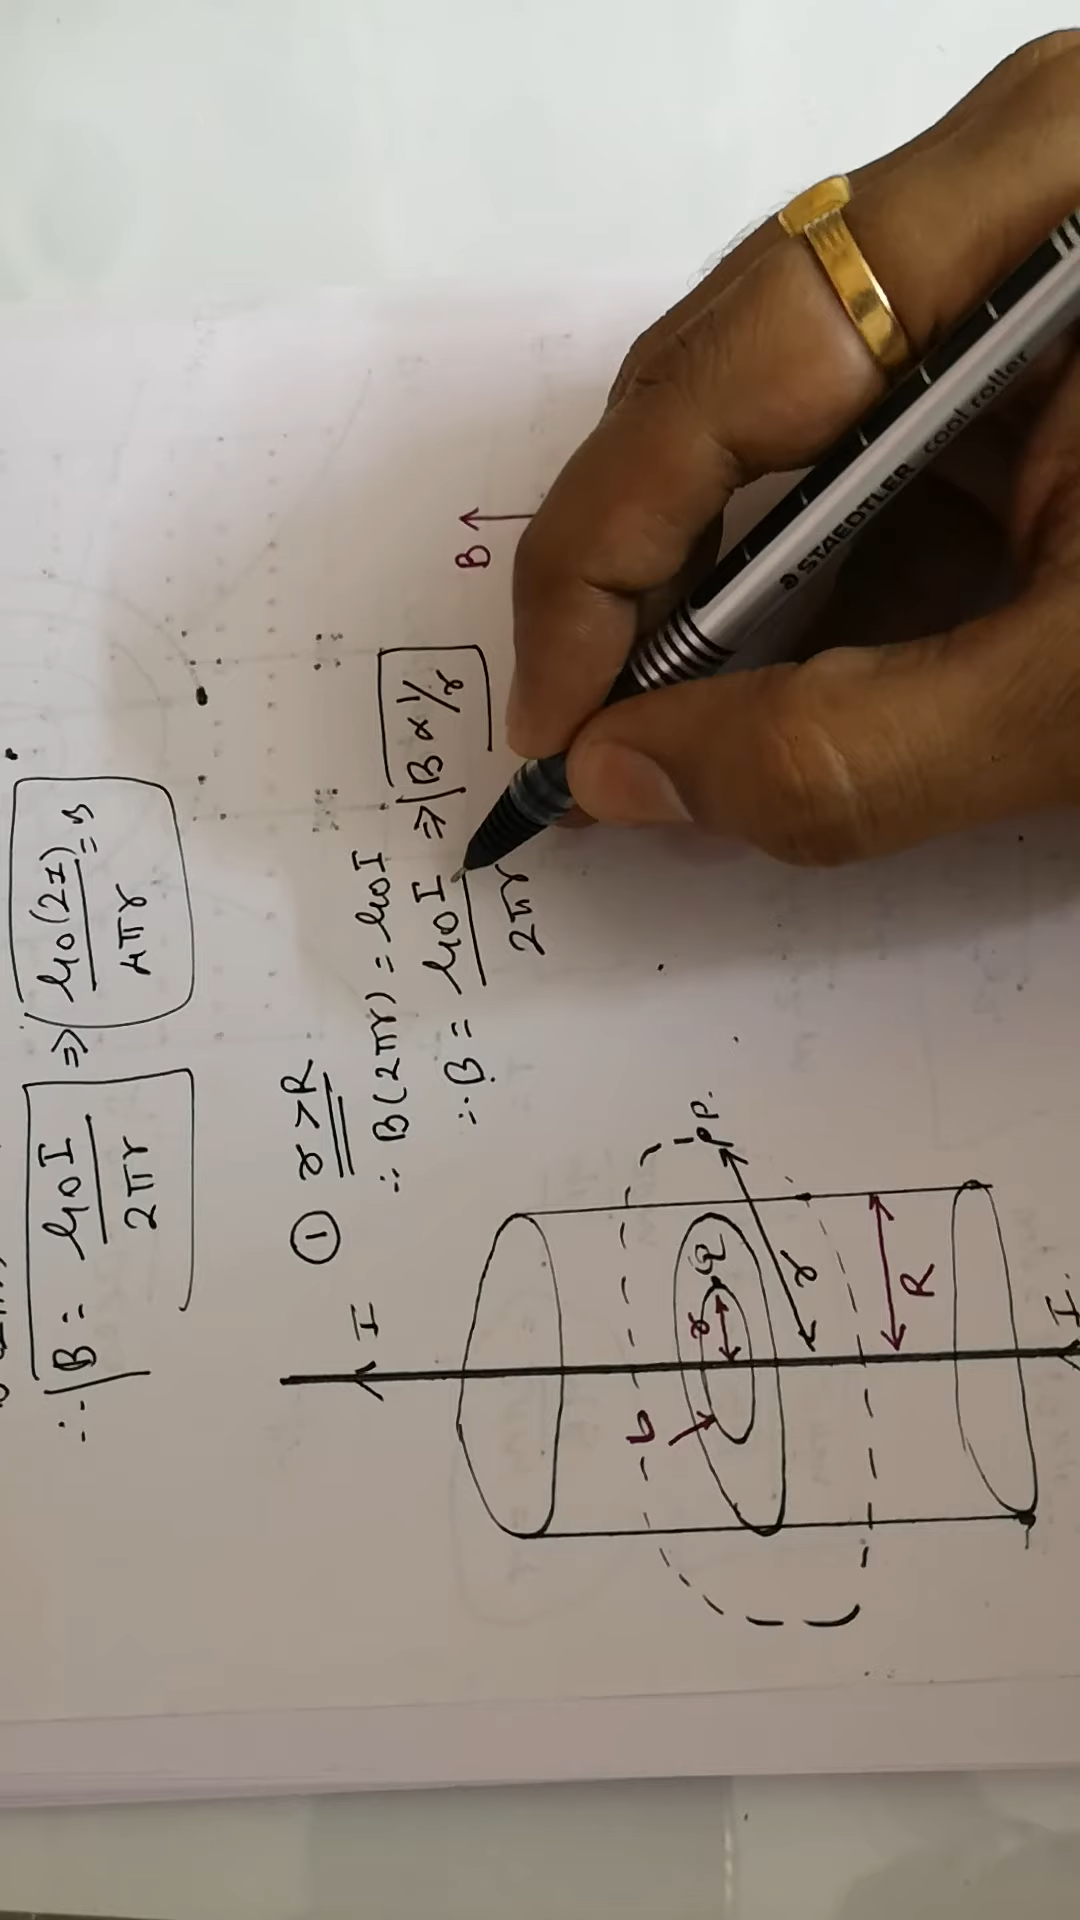 ∴ B = μ0I / 2πr ⇒ μ0(2I) / 4πr = B
① r > R
∴ B(2πr) = μ0I
∴ B = μ0I / 2πr ⇒ B ∝ 1/r
B
I
P.
Q
r
r
R
I
STAEDTLER cool roller